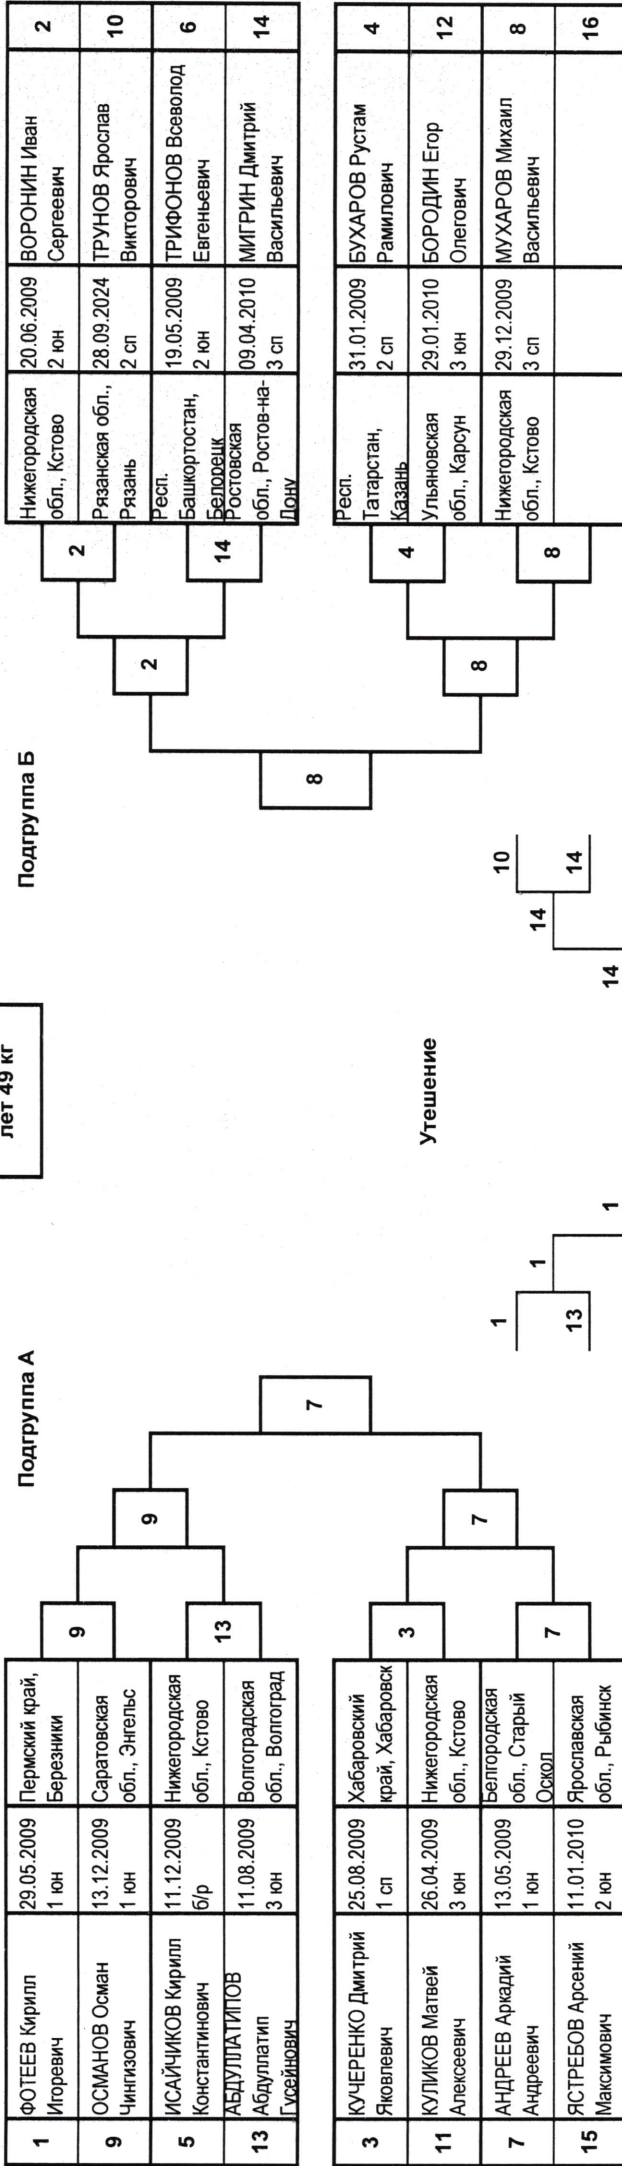 лет 49 кг
Подгруппа А
Подгруппа Б
1
ФОТЕЕВ Кирилл
Игоревич
29.05.2009
1 юн
Пермский край,
Березники
9
ОСМАНОВ Осман
Чингизович
13.12.2009
1 юн
Саратовская
обл., Энгельс
5
ИСАЙЧИКОВ Кирилл
Константинович
11.12.2009
б/р
Нижегородская
обл., Кстово
13
АБДУЛЛАТИПОВ
Абдуллатип
Гусейнович
11.08.2009
3 юн
Волгоградская
обл., Волгоград
3
КУЧЕРЕНКО Дмитрий
Яковлевич
25.08.2009
1 сп
Хабаровский
край, Хабаровск
11
КУЛИКОВ Матвей
Алексеевич
26.04.2009
3 юн
Нижегородская
обл., Кстово
7
АНДРЕЕВ Аркадий
Андреевич
13.05.2009
1 юн
Белгородская
обл., Старый
Оскол
15
ЯСТРЕБОВ Арсений
Максимович
11.01.2010
2 юн
Ярославская
обл., Рыбинск
9
13
9
3
7
7
7
Нижегородская
обл., Кстово
20.06.2009
2 юн
ВОРОНИН Иван
Сергеевич
2
Рязанская обл.,
Рязань
28.09.2024
2 сп
ТРУНОВ Ярослав
Викторович
10
Респ.
Башкортостан,
Белорецк
19.05.2009
2 юн
ТРИФОНОВ Всеволод
Евгеньевич
6
Ростовская
обл., Ростов-на-
Дону
09.04.2010
3 сп
МИГРИН Дмитрий
Васильевич
14
Респ.
Татарстан,
Казань
31.01.2009
2 сп
БУХАРОВ Рустам
Рамилович
4
Ульяновская
обл., Карсун
29.01.2010
3 юн
БОРОДИН Егор
Олегович
12
Нижегородская
обл., Кстово
29.12.2009
3 сп
МУХАРОВ Михаил
Васильевич
8
16
2
14
2
4
8
8
8
Утешение
1
13
1
1
10
14
14
14